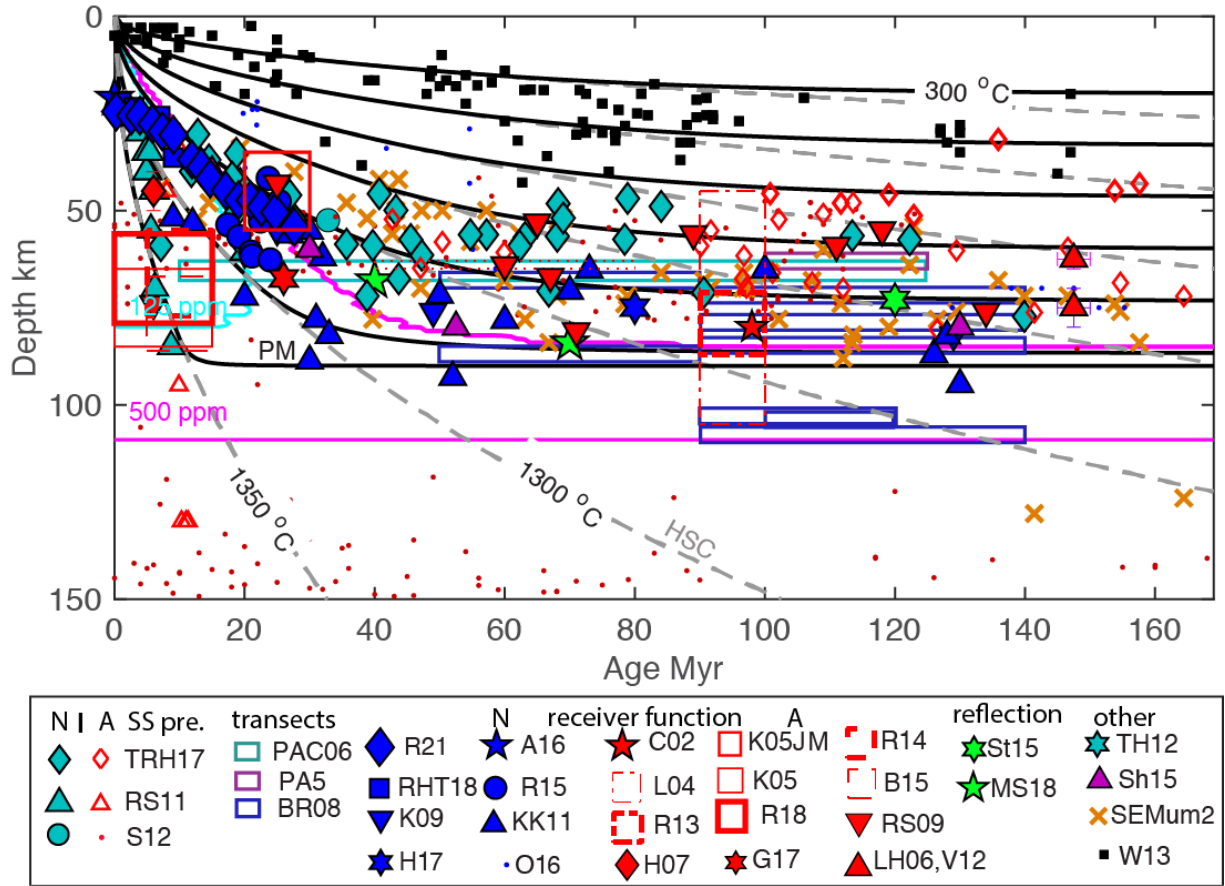 0
300 °C
50
Depth km
125 ppm
PM
100
500 ppm
1350 °C
1300 °C
HSC
150
0 20 40 60 80 100 120 140 160
Age Myr
N I A SS pre. transects N receiver function A reflection other
TRH17 PAC06 R21 A16 C02 K05JM R14 St15 TH12
RS11 PA5 RHT18 R15 L04 K05 B15 MS18 Sh15
S12 BR08 K09 KK11 R13 R18 RS09 SEMum2
H17 O16 H07 G17 LH06,V12 W13